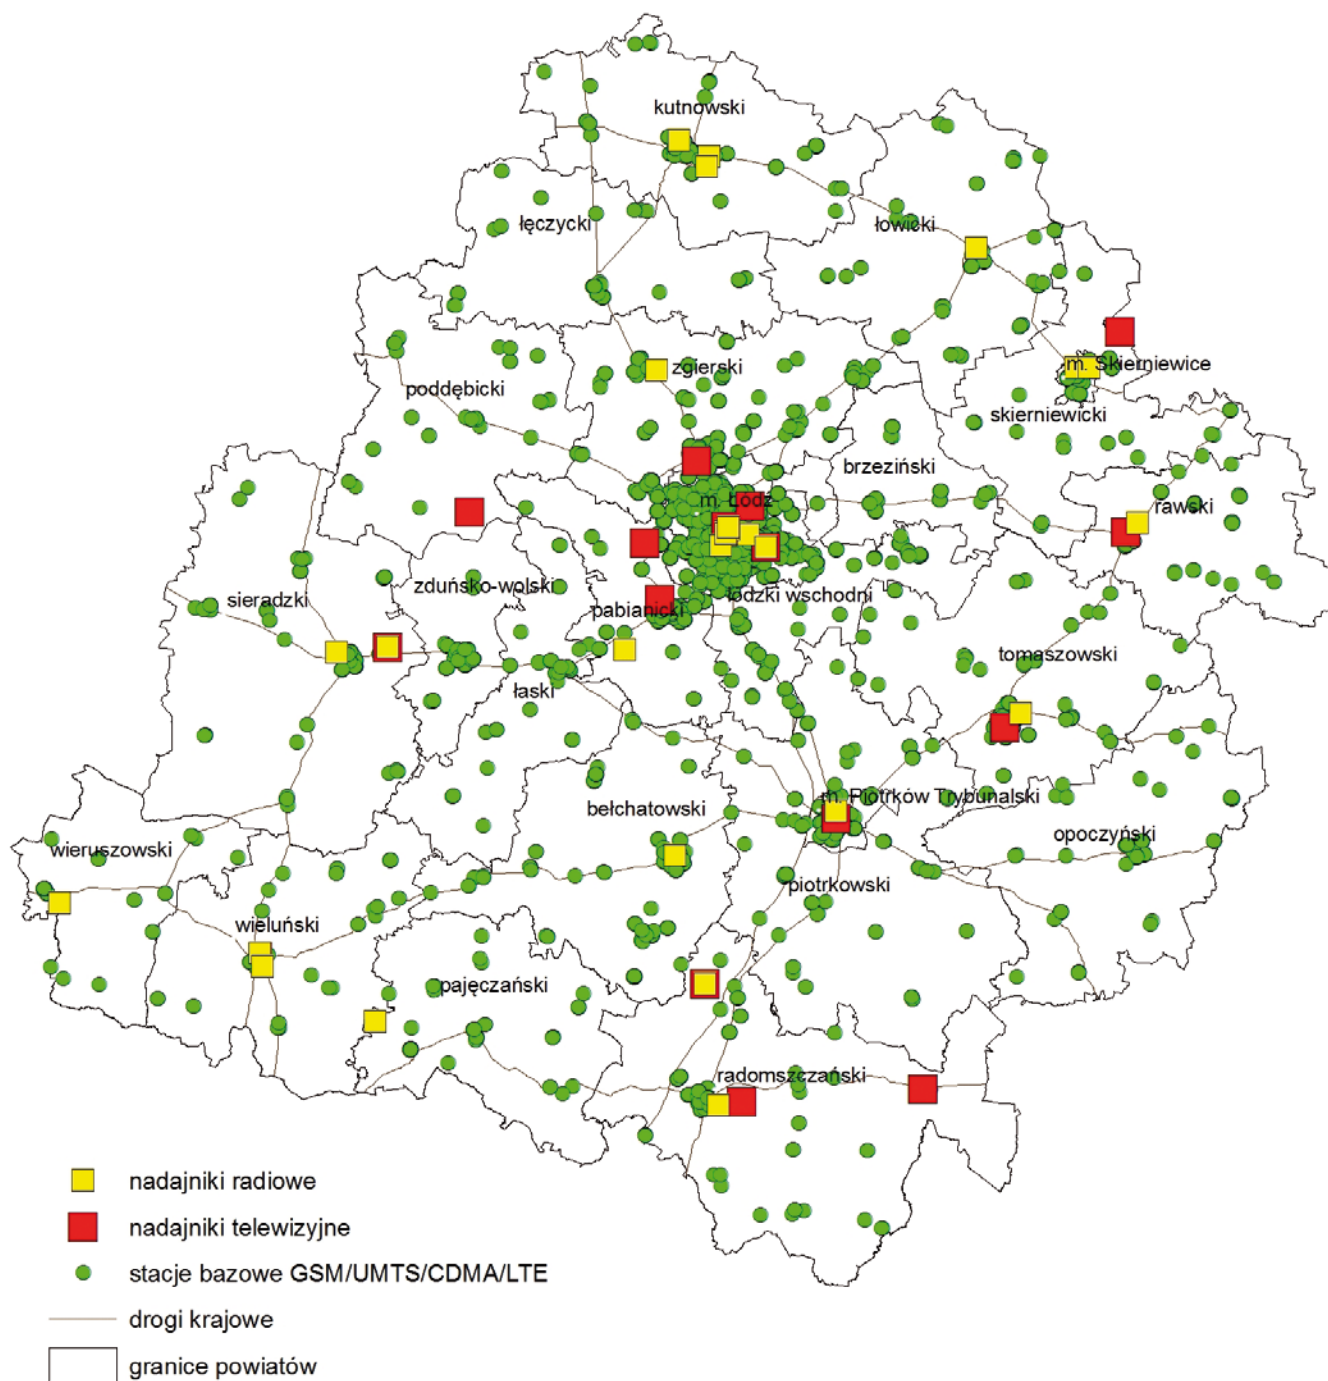 kutnowski
łęczycki
łowicki
zgierski
m. Skierniewice
poddębicki
skierniewicki
brzeziński
m. Łódź
rawski
zduńsko-wolski
sieradzki
łódzki wschodni
pabianicki
tomaszowski
łaski
m. Piotrków Trybunalski
bełchatowski
opoczyński
wieruszowski
piotrkowski
wieluński
pajęczański
radomszczański
nadajniki radiowe
nadajniki telewizyjne
stacje bazowe GSM/UMTS/CDMA/LTE
drogi krajowe
granice powiatów